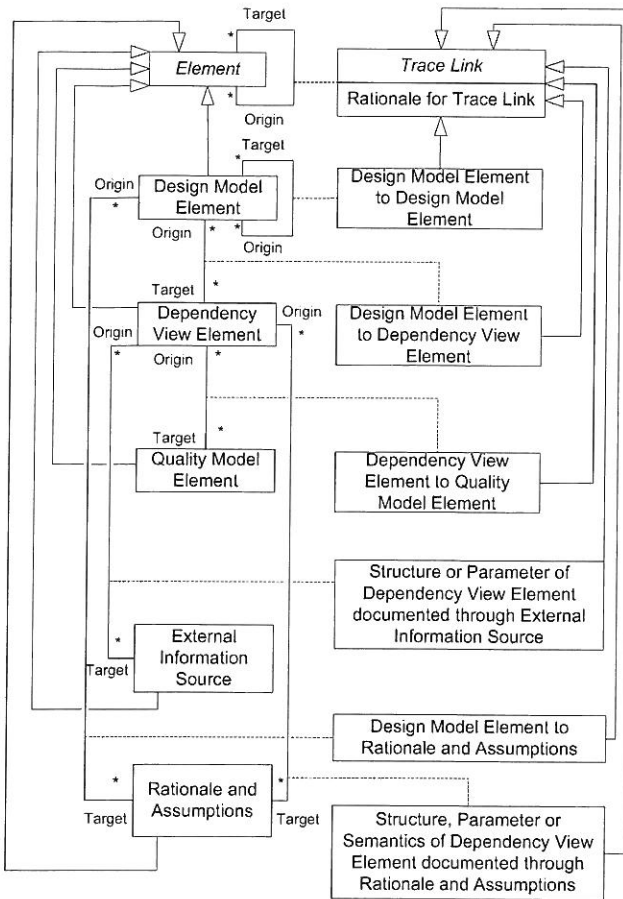 Target
*
Element
*
Origin
Trace Link
Rationale for Trace Link
Target
*
Origin
*
Design Model
Element
*
Origin
*
Origin
Design Model Element
to Design Model
Element
Target
*
Dependency
View Element
Origin
*
Origin
*
Origin
*
Design Model Element
to Dependency View
Element
Target
*
Quality Model
Element
Dependency View
Element to Quality
Model Element
Structure or Parameter of
Dependency View Element
documented through External
Information Source
*
Target
External
Information
Source
Design Model Element to
Rationale and Assumptions
*
Target
Rationale and
Assumptions
*
Target
Structure, Parameter or
Semantics of Dependency View
Element documented through
Rationale and Assumptions